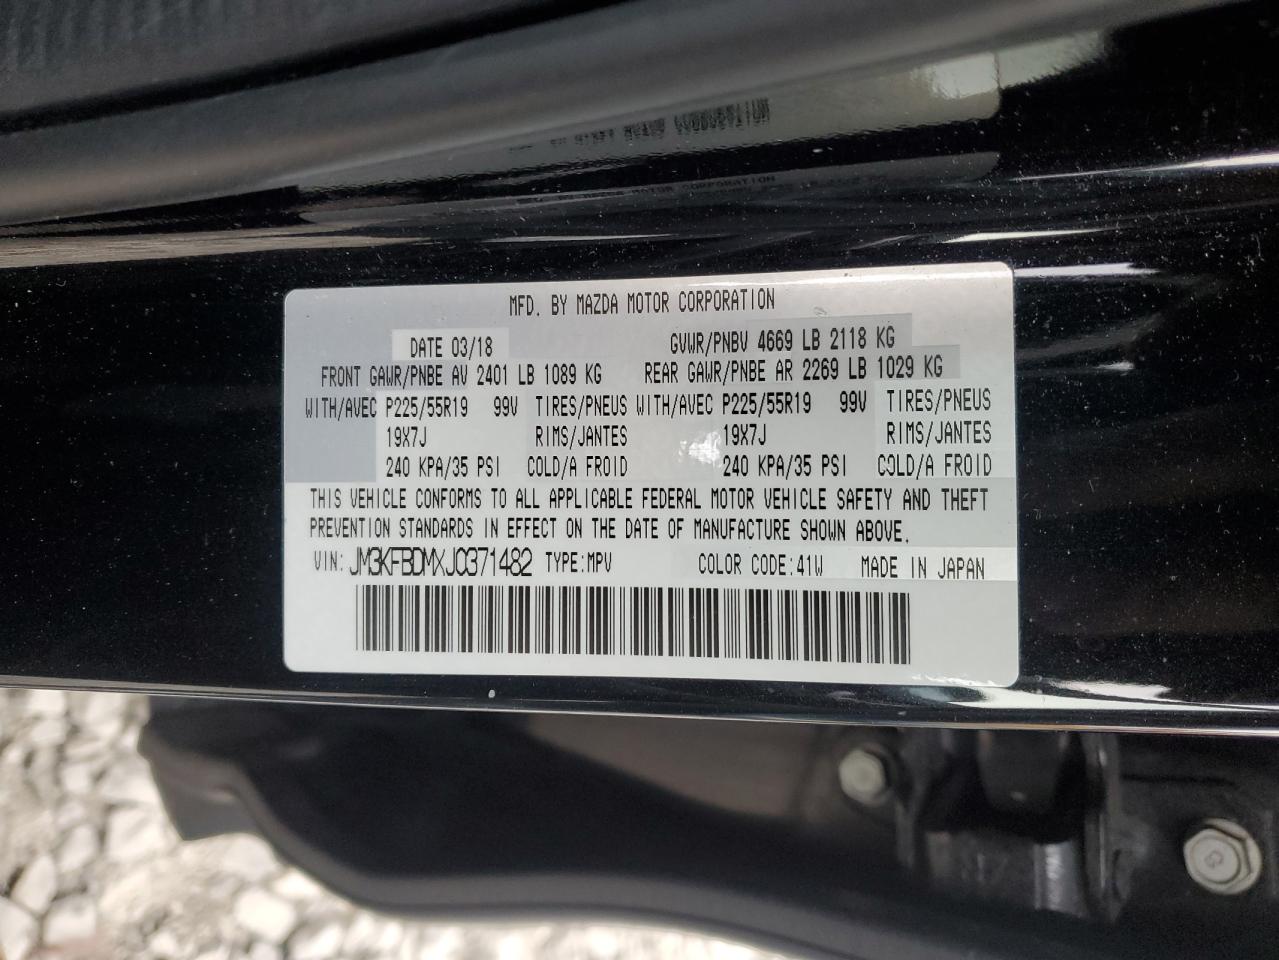 MFD. BY MAZDA MOTOR CORPORATION
DATE 03/18 GVWR/PNBV 4669 LB 2118 KG
FRONT GAWR/PNBE AV 2401 LB 1089 KG REAR GAWR/PNBE AR 2269 LB 1029 KG
WITH/AVEC P225/55R19 99V TIRES/PNEUS WITH/AVEC P225/55R19 99V TIRES/PNEUS
19X7J RIMS/JANTES 19X7J RIMS/JANTES
240 KPA/35 PSI COLD/A FROID 240 KPA/35 PSI COLD/A FROID
THIS VEHICLE CONFORMS TO ALL APPLICABLE FEDERAL MOTOR VEHICLE SAFETY AND THEFT
PREVENTION STANDARDS IN EFFECT ON THE DATE OF MANUFACTURE SHOWN ABOVE.
VIN: JM3KFBDMXJ0371482 TYPE:MPV COLOR CODE:41W MADE IN JAPAN